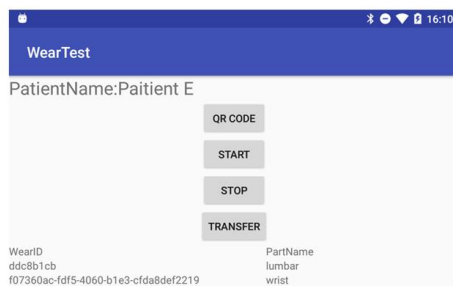 16:10
WearTest
PatientName:Paitient E
QR CODE
START
STOP
TRANSFER
WearID PartName
ddc8b1cb lumbar
f07360ac-fdf5-4060-b1e3-cfda8def2219 wrist